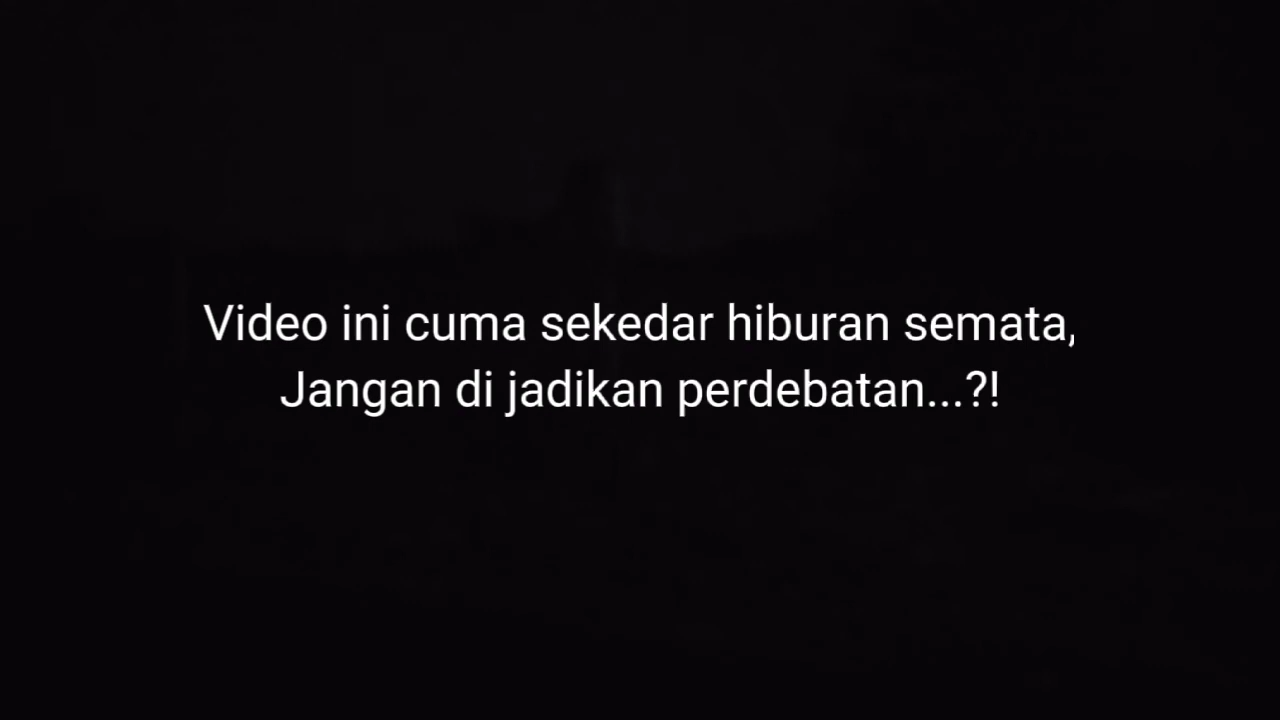 Video ini cuma sekedar hiburan semata,
Jangan di jadikan perdebatan...?!